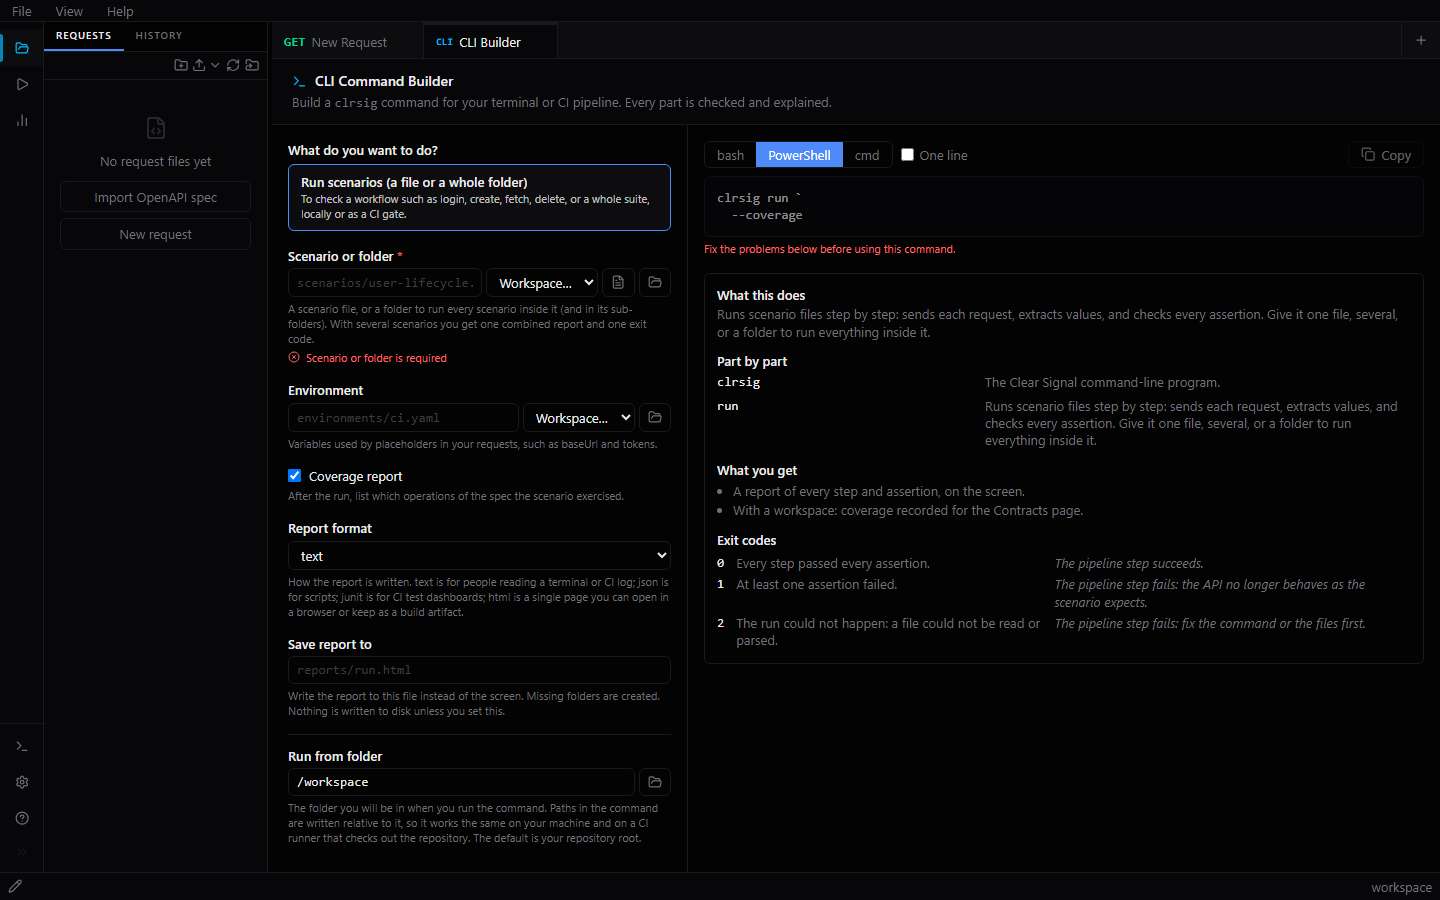 File View Help
REQUESTS HISTORY
GET New Request
CLI CLI Builder
No request files yet
Import OpenAPI spec
New request
CLI Command Builder
Build a clrsig command for your terminal or CI pipeline. Every part is checked and explained.
What do you want to do?
Run scenarios (a file or a whole folder)
To check a workflow such as login, create, fetch, delete, or a whole suite,
locally or as a CI gate.
Scenario or folder *
scenarios/user-lifecycle.
Workspace...
A scenario file, or a folder to run every scenario inside it (and in its sub-
folders). With several scenarios you get one combined report and one exit
code.
Scenario or folder is required
Environment
environments/ci.yaml
Workspace...
Variables used by placeholders in your requests, such as baseUrl and tokens.
Coverage report
After the run, list which operations of the spec the scenario exercised.
Report format
text
How the report is written. text is for people reading a terminal or CI log; json is
for scripts; junit is for CI test dashboards; html is a single page you can open in
a browser or keep as a build artifact.
Save report to
reports/run.html
Write the report to this file instead of the screen. Missing folders are created.
Nothing is written to disk unless you set this.
Run from folder
/workspace
The folder you will be in when you run the command. Paths in the command
are written relative to it, so it works the same on your machine and on a CI
runner that checks out the repository. The default is your repository root.
bash PowerShell cmd One line
Copy
clrsig run `
--coverage
Fix the problems below before using this command.
What this does
Runs scenario files step by step: sends each request, extracts values, and checks every assertion. Give it one file, several,
or a folder to run everything inside it.
Part by part
clrsig The Clear Signal command-line program.
run Runs scenario files step by step: sends each request, extracts values, and
checks every assertion. Give it one file, several, or a folder to run
everything inside it.
What you get
A report of every step and assertion, on the screen.
With a workspace: coverage recorded for the Contracts page.
Exit codes
0 Every step passed every assertion. The pipeline step succeeds.
1 At least one assertion failed. The pipeline step fails: the API no longer behaves as the
scenario expects.
2 The run could not happen: a file could not be read or The pipeline step fails: fix the command or the files first.
parsed.
workspace